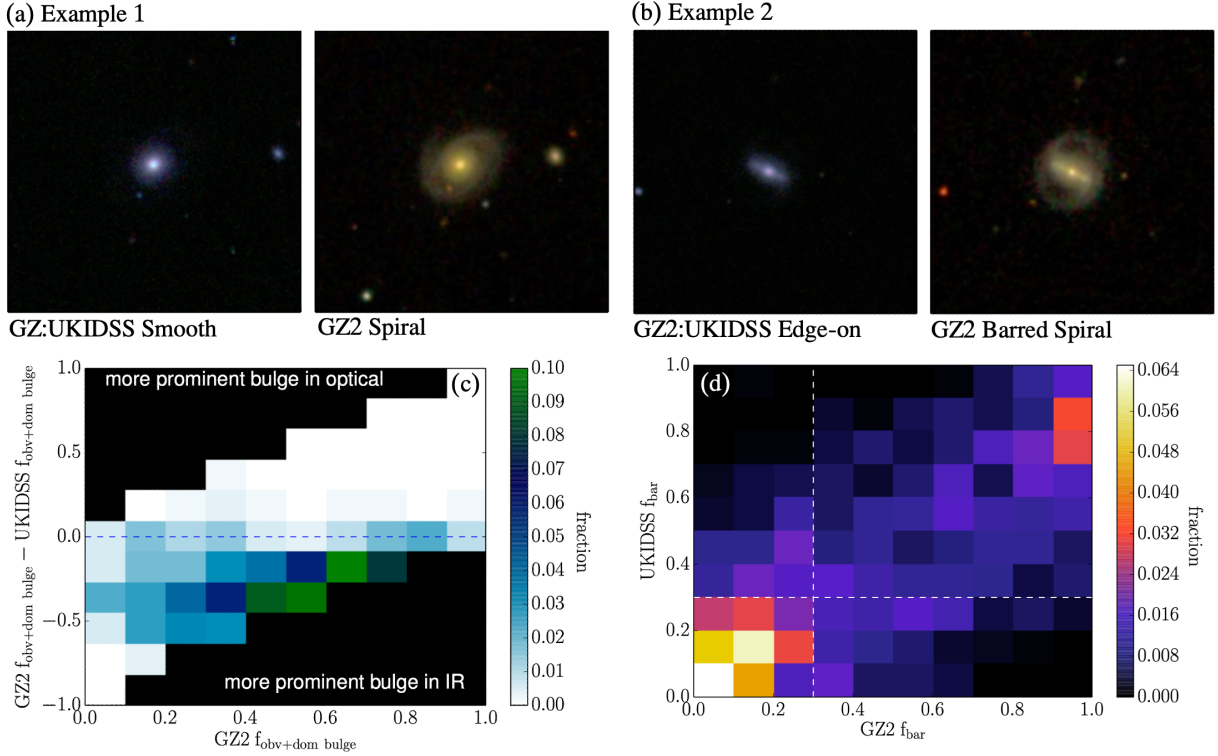 (a) Example 1
(b) Example 2
GZ:UKIDSS Smooth
GZ2 Spiral
GZ2:UKIDSS Edge-on
GZ2 Barred Spiral
(c)
more prominent bulge in optical
more prominent bulge in IR
GZ2 f_obv+dom bulge − UKIDSS f_obv+dom bulge
1.0
0.5
0.0
−0.5
−1.0
0.0 0.2 0.4 0.6 0.8 1.0
GZ2 f_obv+dom bulge
0.10
0.09
0.08
0.07
0.06
0.05
0.04
0.03
0.02
0.01
0.00
fraction
(d)
UKIDSS f_bar
1.0
0.8
0.6
0.4
0.2
0.0
0.0 0.2 0.4 0.6 0.8 1.0
GZ2 f_bar
0.064
0.056
0.048
0.040
0.032
0.024
0.016
0.008
0.000
fraction